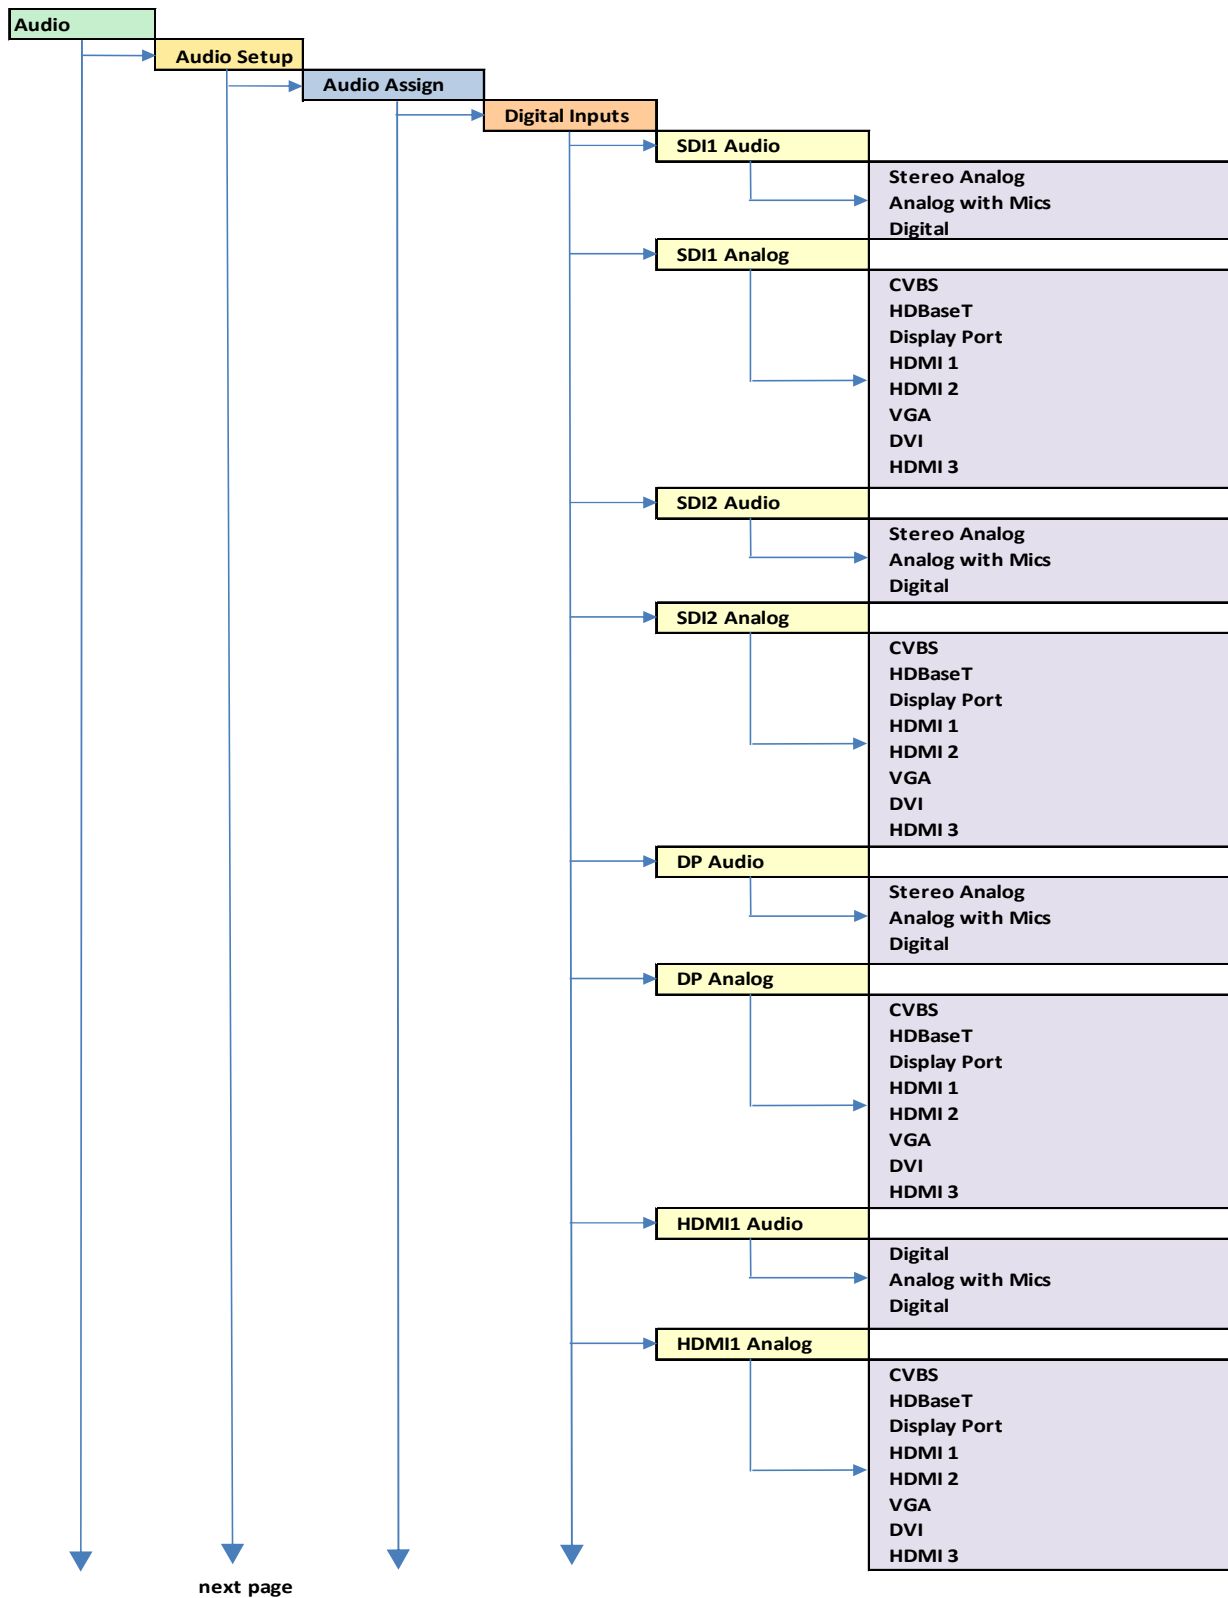 Audio
Audio Setup
Audio Assign
Digital Inputs
SDI1 Audio
Stereo Analog
Analog with Mics
Digital
SDI1 Analog
CVBS
HDBaseT
Display Port
HDMI 1
HDMI 2
VGA
DVI
HDMI 3
SDI2 Audio
Stereo Analog
Analog with Mics
Digital
SDI2 Analog
CVBS
HDBaseT
Display Port
HDMI 1
HDMI 2
VGA
DVI
HDMI 3
DP Audio
Stereo Analog
Analog with Mics
Digital
DP Analog
CVBS
HDBaseT
Display Port
HDMI 1
HDMI 2
VGA
DVI
HDMI 3
HDMI1 Audio
Digital
Analog with Mics
Digital
HDMI1 Analog
CVBS
HDBaseT
Display Port
HDMI 1
HDMI 2
VGA
DVI
HDMI 3
next page